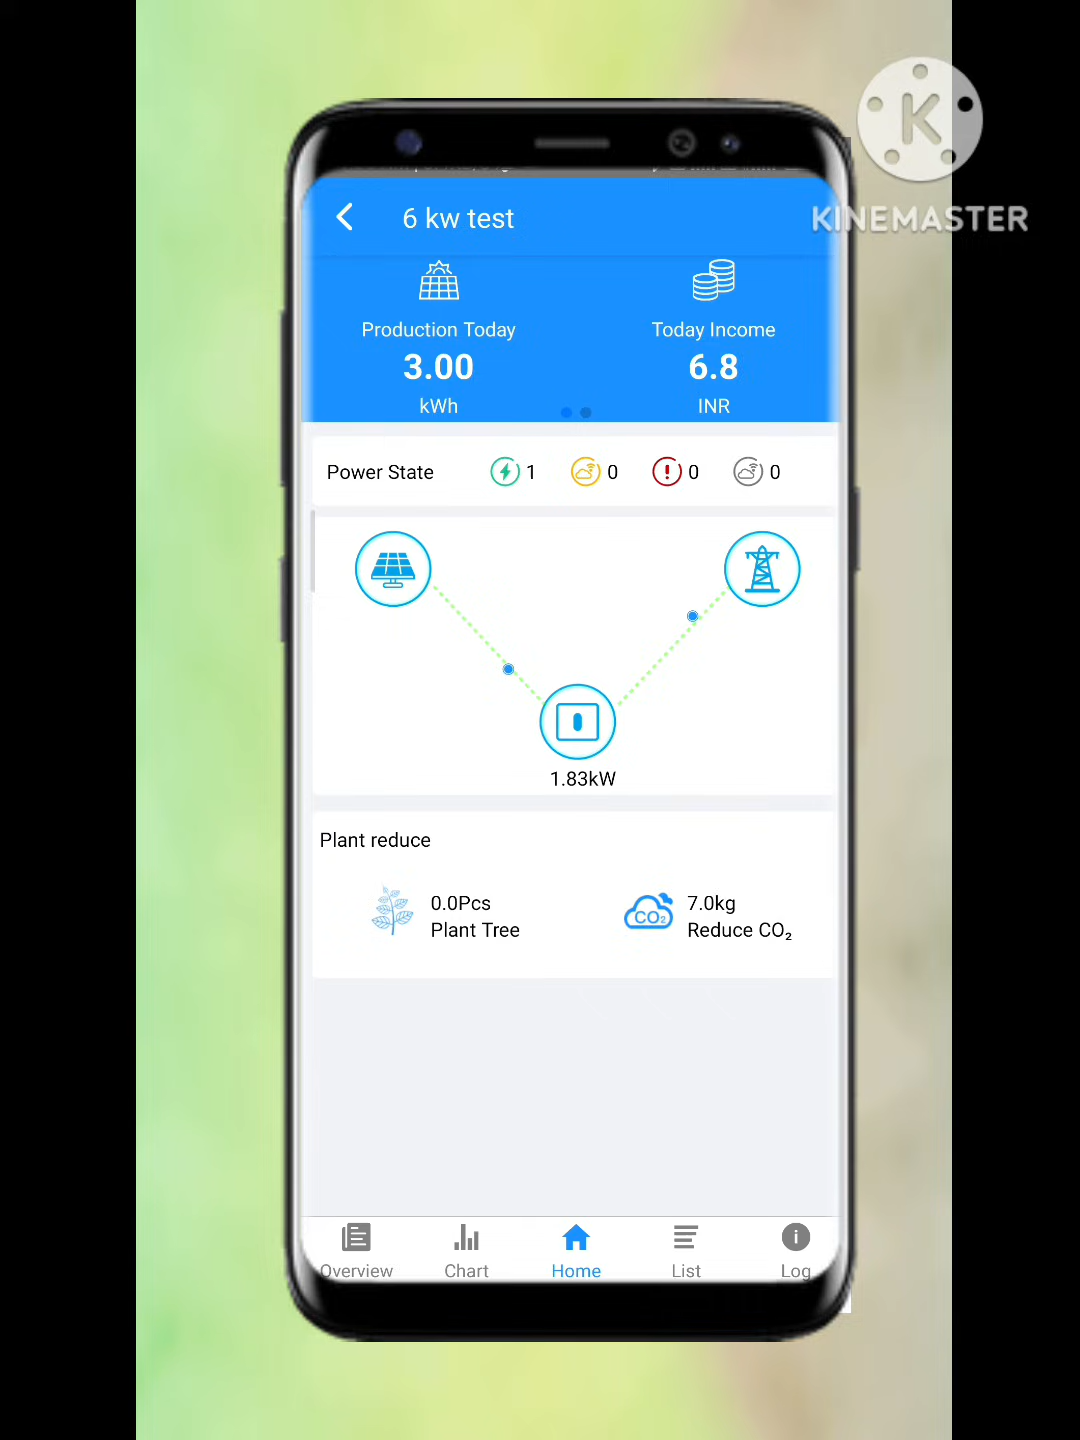 K
KINEMASTER
6 kw test
Production Today
3.00
kWh
Today Income
6.8
INR
Power State
1
0
0
0
1.83kW
Plant reduce
0.0Pcs
Plant Tree
CO₂
7.0kg
Reduce CO₂
Overview
Chart
Home
List
Log